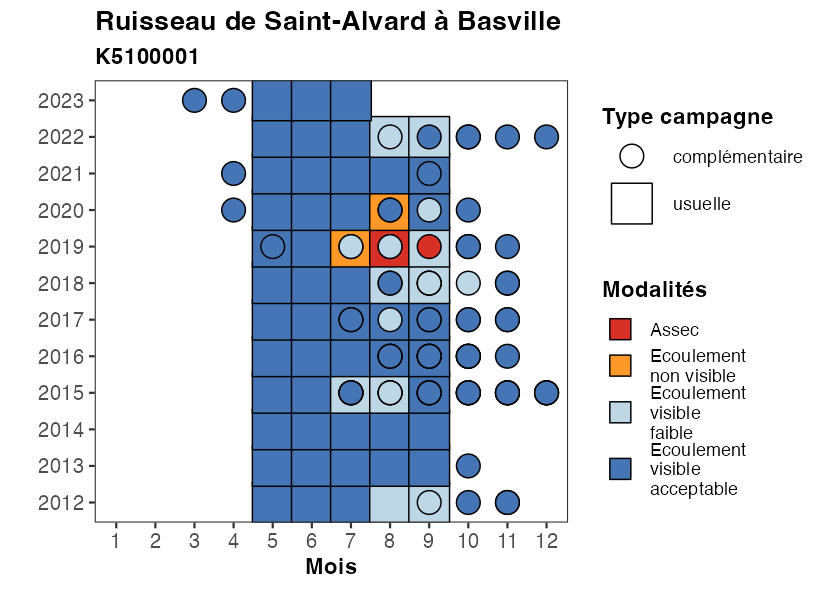 Ruisseau de Saint-Alvard à Basville
K5100001
2023
2022
2021
2020
2019
2018
2017
2016
2015
2014
2013
2012
1 2 3 4 5 6 7 8 9 10 11 12
Mois
Type campagne
complémentaire
usuelle
Modalités
Assec
Ecoulement
non visible
Ecoulement
visible
faible
Ecoulement
visible
acceptable